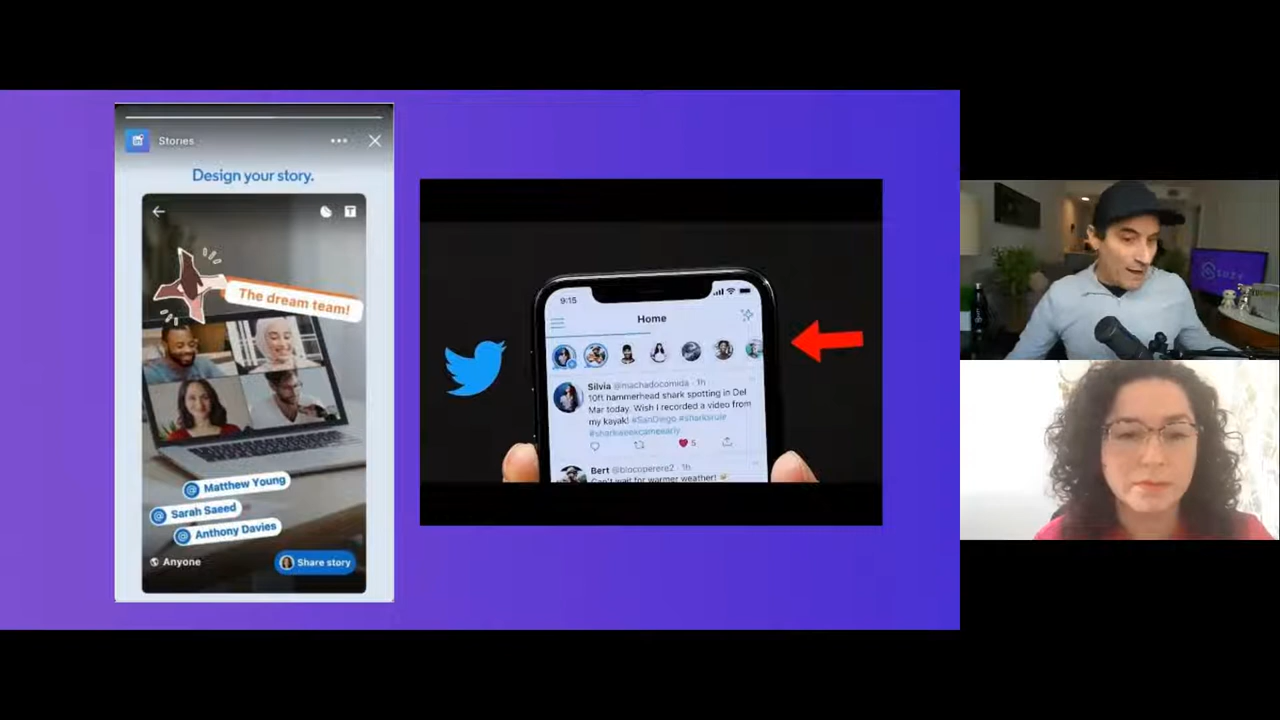 Stories
Design your story.
The dream team!
@ Matthew Young
@ Sarah Saeed
@ Anthony Davies
Anyone
Share story
9:15
Home
Silvia @machadocomida · 1h
10ft hammerhead shark spotting in Del
Mar today. Wish I recorded a video from
my kayak! #SanDiego #sharksrule
#sharkweekcameearly
5
Bert @blocoperere2 · 1h
Can't wait for warmer weather!